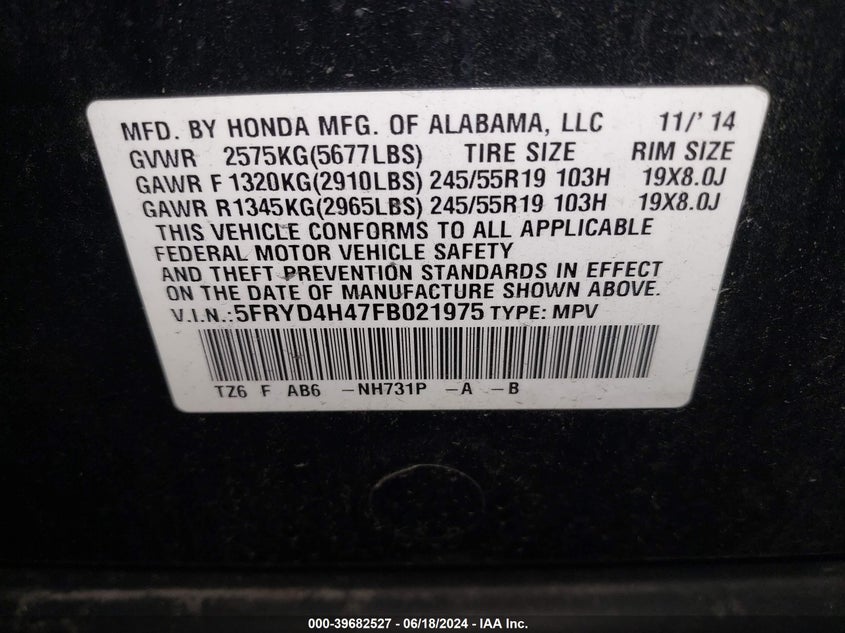 MFD. BY HONDA MFG. OF ALABAMA, LLC 11/' 14
GVWR 2575KG(5677LBS) TIRE SIZE RIM SIZE
GAWR F 1320KG(2910LBS) 245/55R19 103H 19X8.0J
GAWR R1345KG(2965LBS) 245/55R19 103H 19X8.0J
THIS VEHICLE CONFORMS TO ALL APPLICABLE
FEDERAL MOTOR VEHICLE SAFETY
AND THEFT PREVENTION STANDARDS IN EFFECT
ON THE DATE OF MANUFACTURE SHOWN ABOVE.
V.I.N.:5FRYD4H47FB021975 TYPE: MPV
TZ6 F AB6 -NH731P -A -B
000-39682527 - 06/18/2024 - IAA Inc.